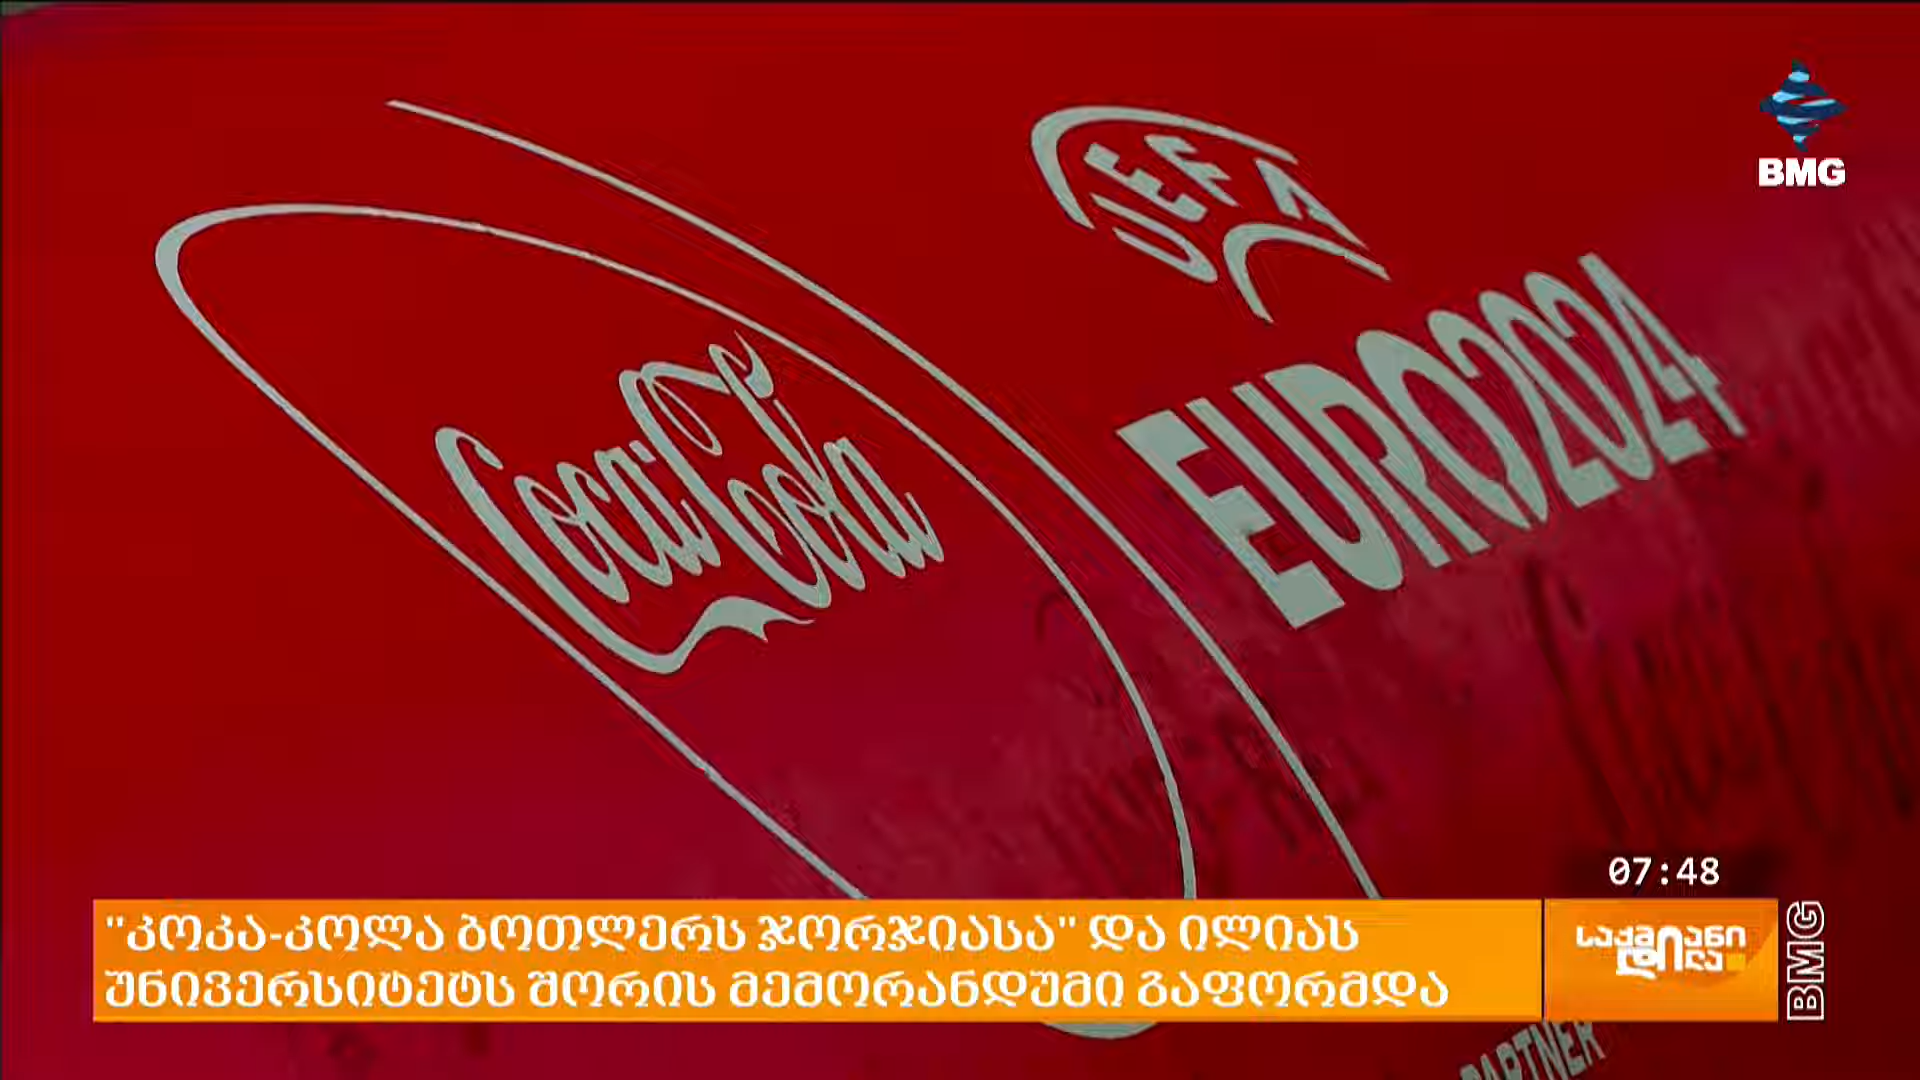 BMG
UEFA
Coca-Cola
EURO2024
07:48
"კოკა-კოლა ბოთლერს ჯორჯიასა" და ილიას
უნივერსიტეტს შორის მემორანდუმი გაფორმდა
საქმიანი
დილა
BMG
PARTNER